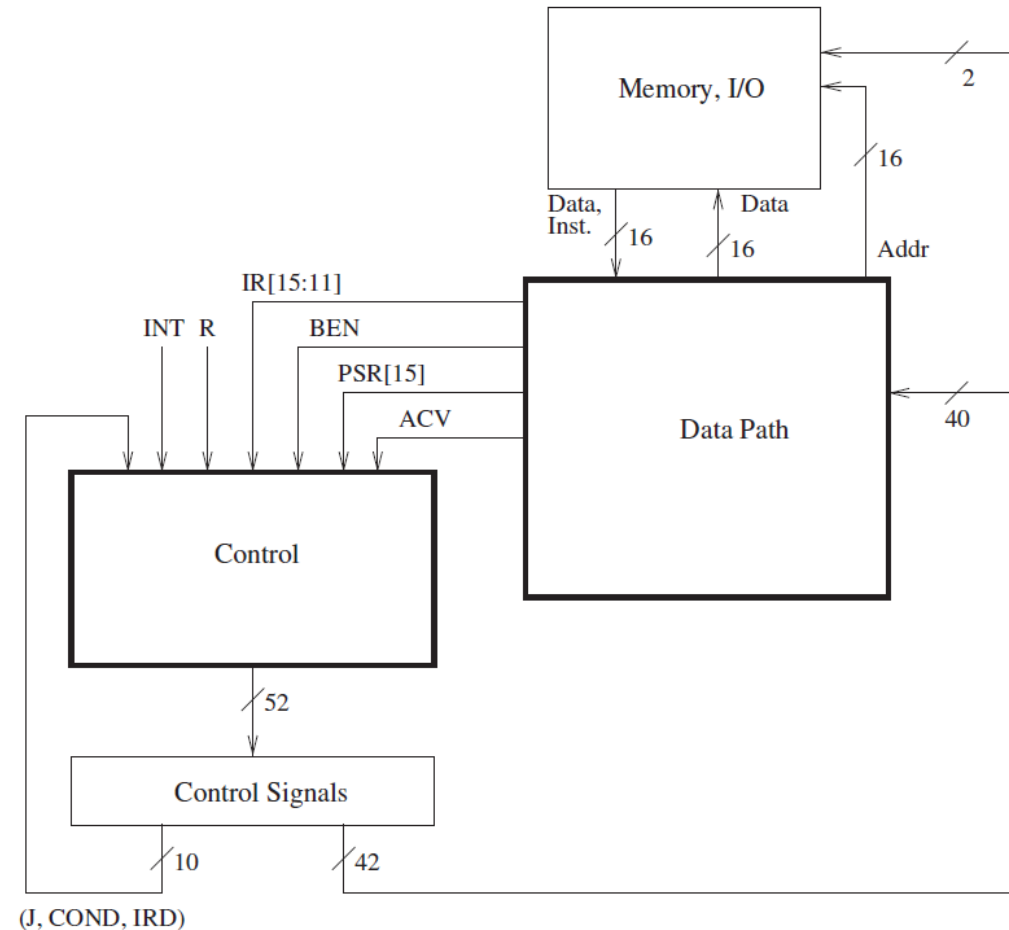 Memory, I/O
2
16
Data,
Inst.
16
Data
16
Addr
IR[15:11]
INT R
BEN
PSR[15]
ACV
Data Path
40
Control
52
Control Signals
10
42
(J, COND, IRD)